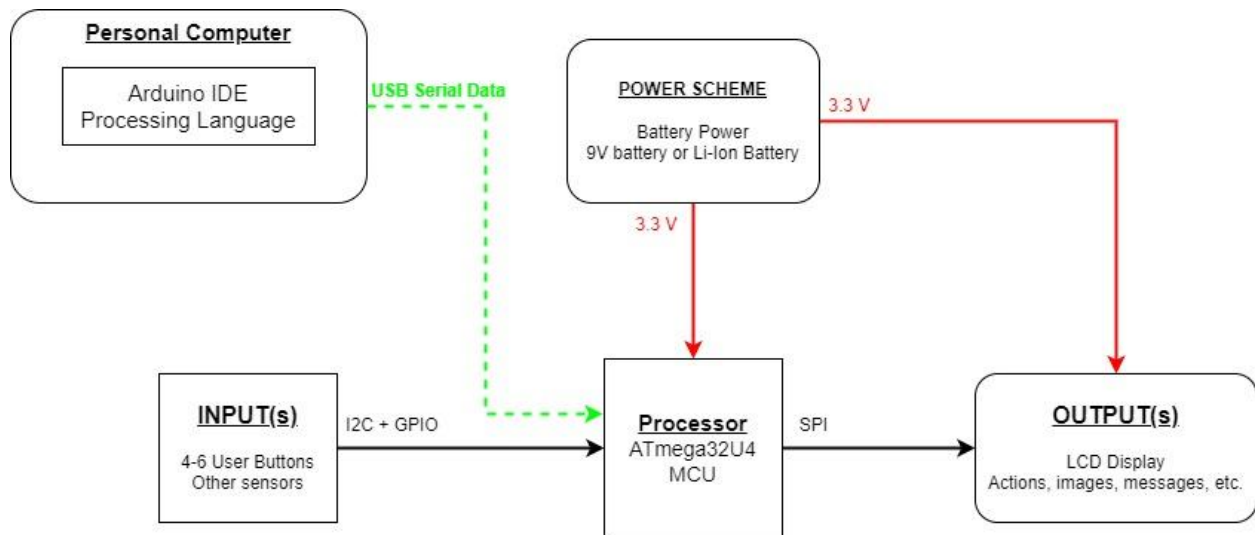 Personal Computer
Arduino IDE
Processing Language
USB Serial Data
POWER SCHEME
Battery Power
9V battery or Li-Ion Battery
3.3 V
3.3 V
INPUT(s)
4-6 User Buttons
Other sensors
I2C + GPIO
Processor
ATmega32U4
MCU
SPI
OUTPUT(s)
LCD Display
Actions, images, messages, etc.